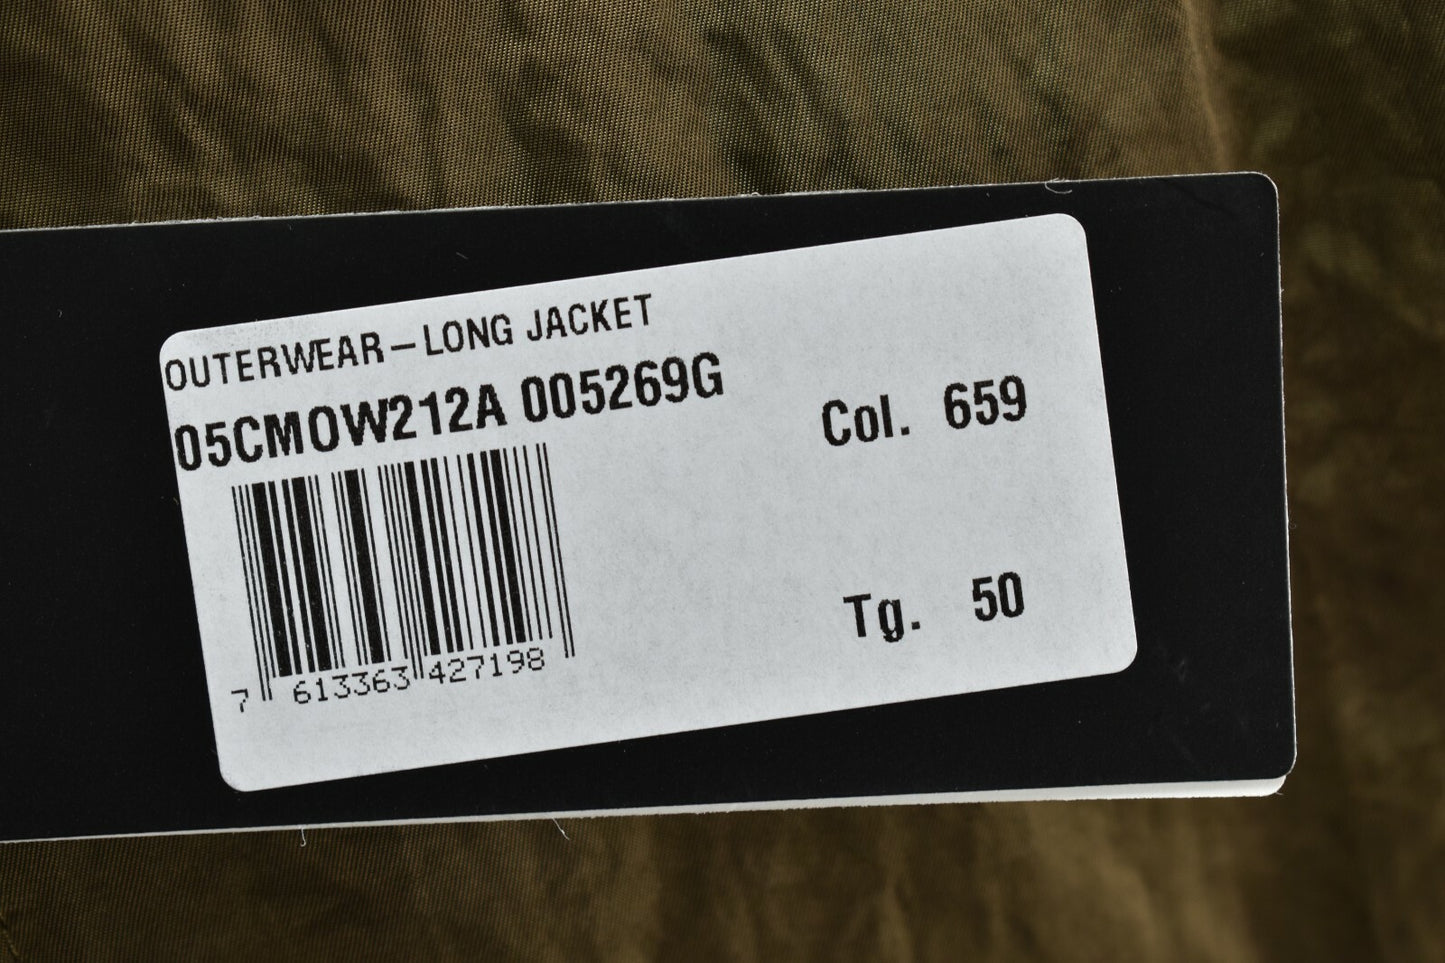 OUTERWEAR–LONG JACKET
05CMOW212A 005269G
Col. 659
Tg. 50
7 613363 427198